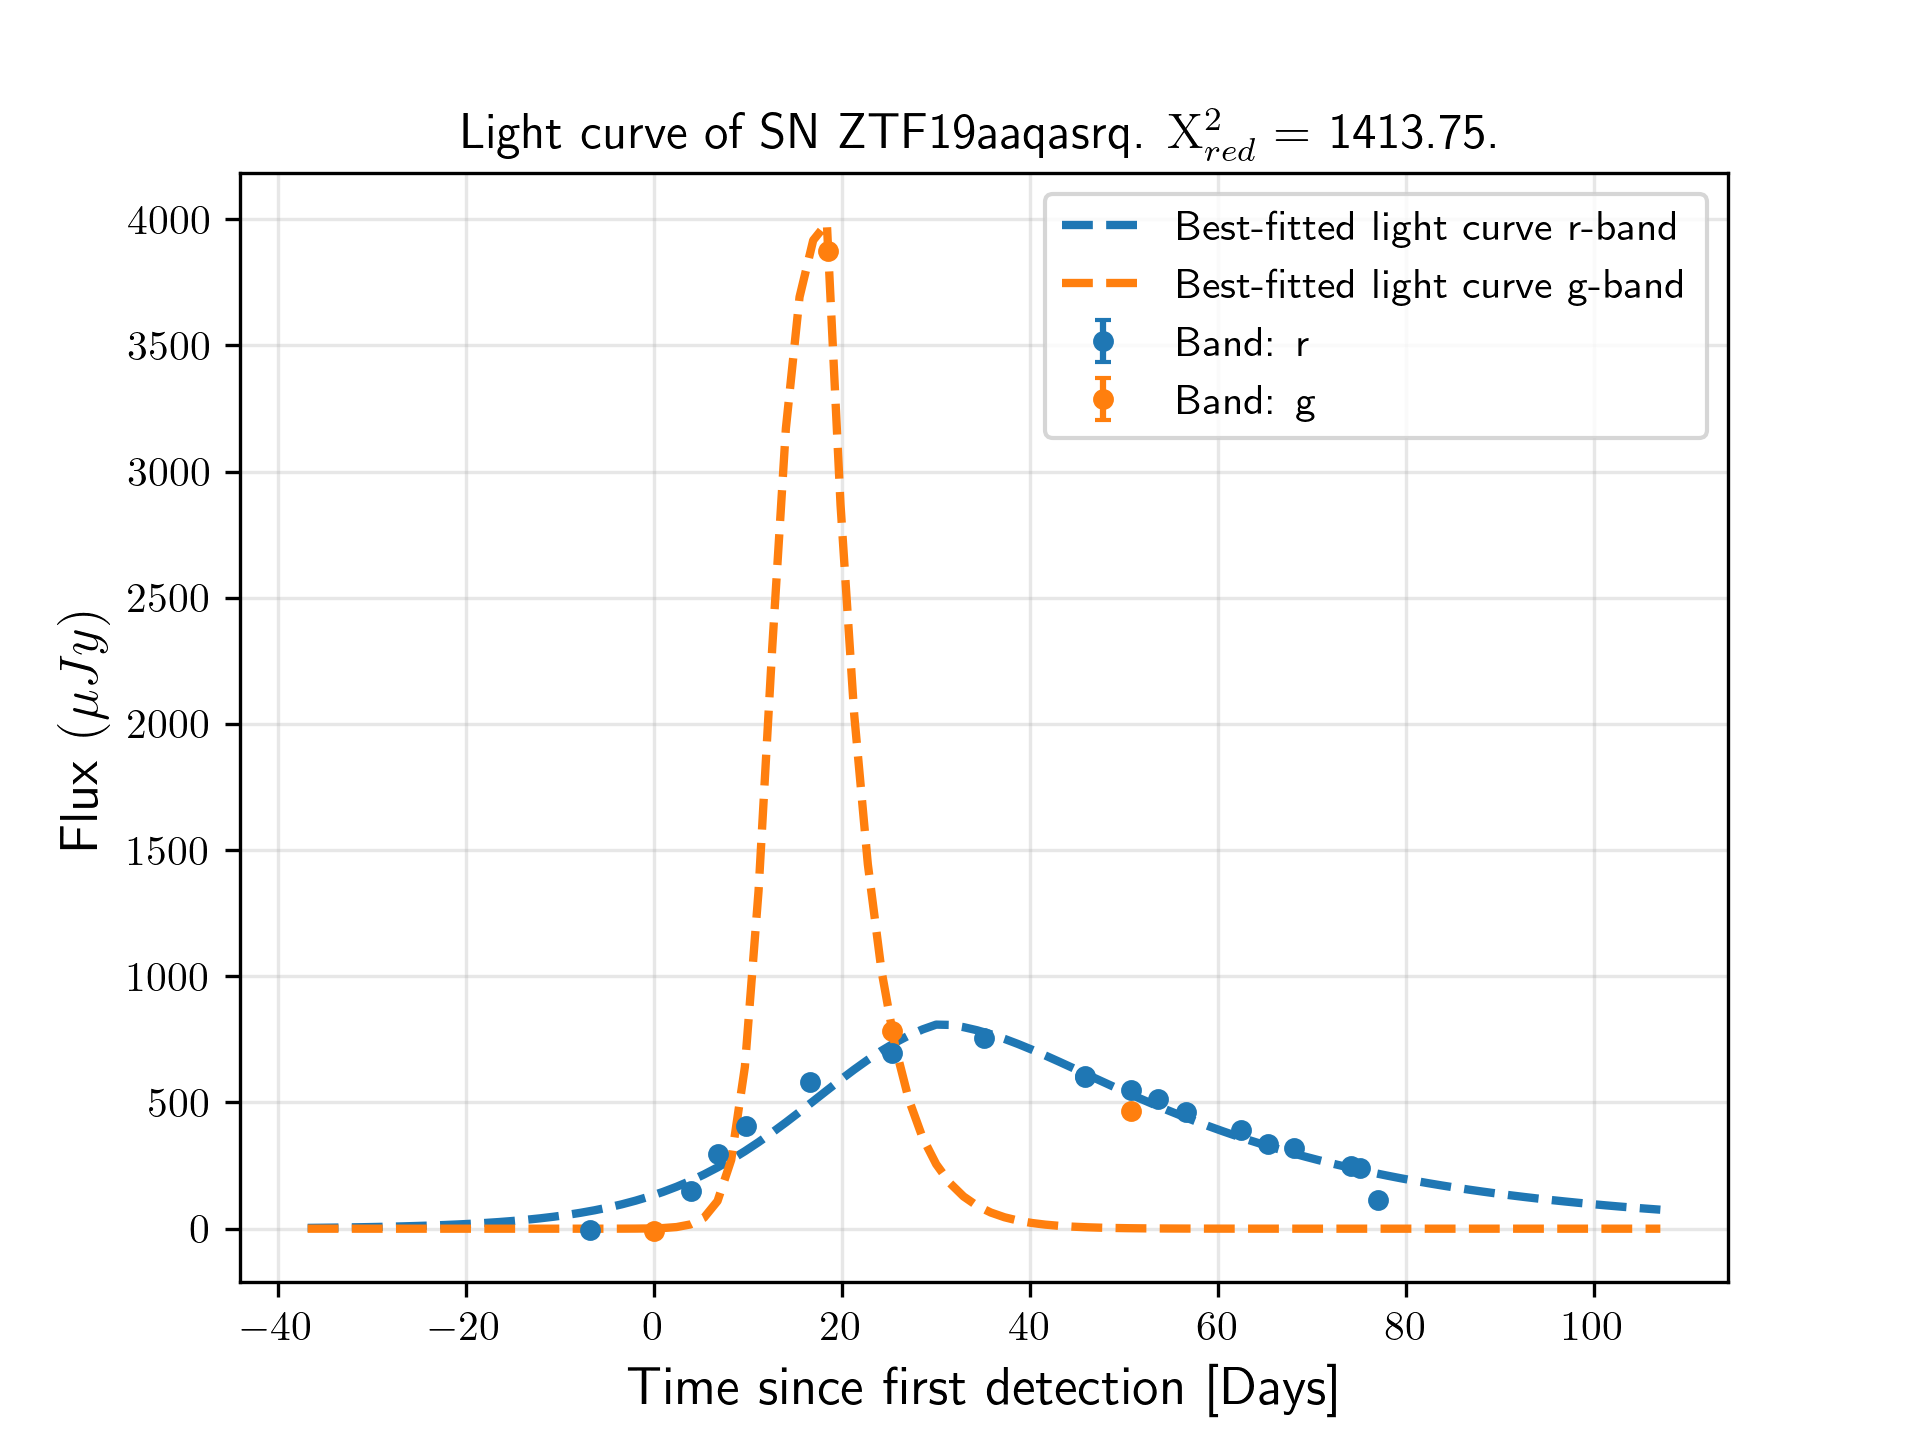 Light curve of SN ZTF19aaqasrq. X²_red = 1413.75.
Best-fitted light curve r-band
Best-fitted light curve g-band
Band: r
Band: g
Flux (μJy)
4000
3500
3000
2500
2000
1500
1000
500
0
−40 −20 0 20 40 60 80 100
Time since first detection [Days]